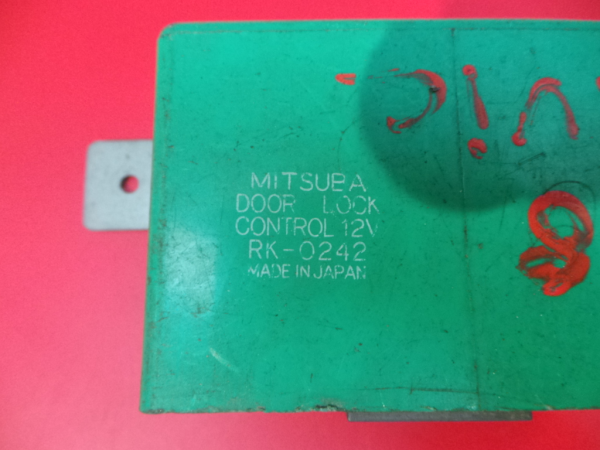 MITSUBA
DOOR LOCK
CONTROL 12V
RK-0242
MADE IN JAPAN